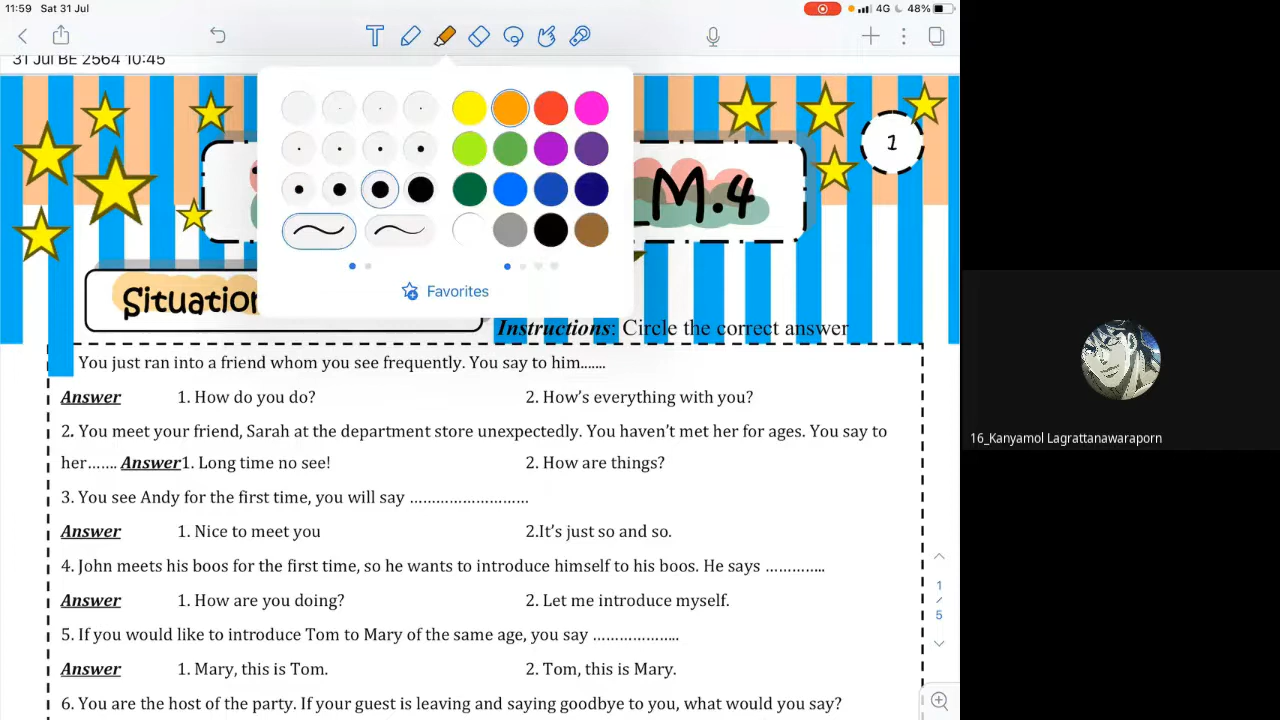 11:59 Sat 31 Jul
4G 48%
31 Jul BE 2564 10:45
1
M.4
Favorites
Situation
Instructions: Circle the correct answer
You just ran into a friend whom you see frequently. You say to him.......
Answer 1. How do you do? 2. How's everything with you?
2. You meet your friend, Sarah at the department store unexpectedly. You haven't met her for ages. You say to
her....... Answer1. Long time no see! 2. How are things?
3. You see Andy for the first time, you will say ..............................
Answer 1. Nice to meet you 2.It's just so and so.
4. John meets his boos for the first time, so he wants to introduce himself to his boos. He says ...............
Answer 1. How are you doing? 2. Let me introduce myself.
5. If you would like to introduce Tom to Mary of the same age, you say .....................
Answer 1. Mary, this is Tom. 2. Tom, this is Mary.
6. You are the host of the party. If your guest is leaving and saying goodbye to you, what would you say?
1
/
5
16_Kanyamol Lagrattanawaraporn